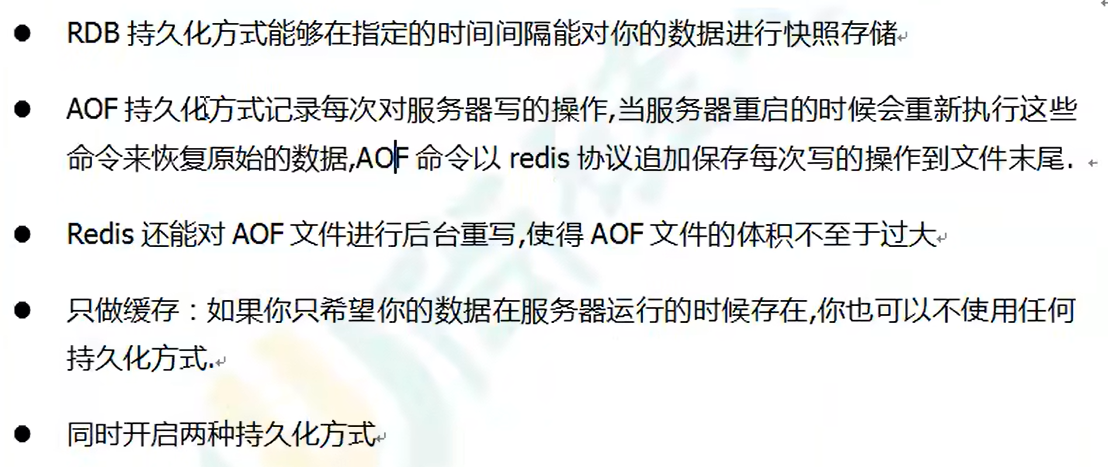 ● RDB 持久化方式能够在指定的时间间隔能对你的数据进行快照存储
● AOF 持久化方式记录每次对服务器写的操作,当服务器重启的时候会重新执行这些
命令来恢复原始的数据,AOF 命令以 redis 协议追加保存每次写的操作到文件末尾.
● Redis 还能对 AOF 文件进行后台重写,使得 AOF 文件的体积不至于过大
● 只做缓存：如果你只希望你的数据在服务器运行的时候存在,你也可以不使用任何
持久化方式.
● 同时开启两种持久化方式